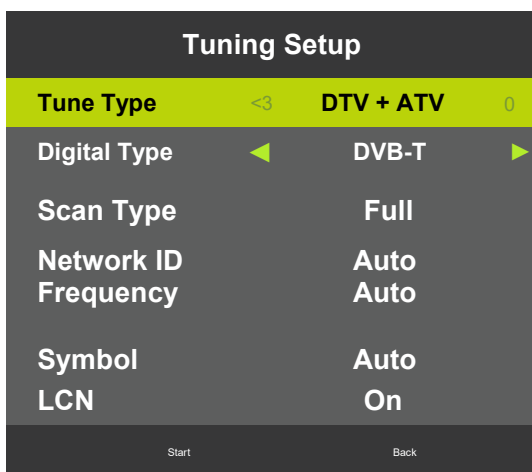 Tuning Setup
Tune Type <3 DTV + ATV 0
Digital Type ◄ DVB-T ►
Scan Type Full
Network ID Auto
Frequency Auto
Symbol Auto
LCN On
Start Back